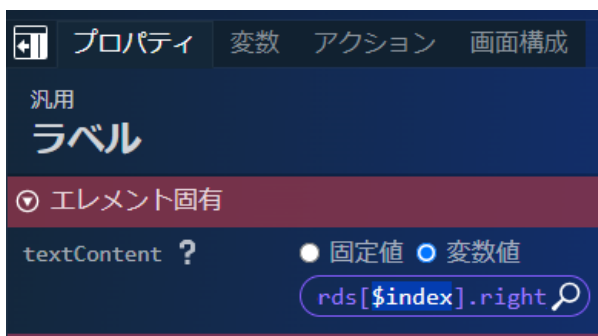 プロパティ 変数 アクション 画面構成
汎用
ラベル
エレメント固有
textContent ? 固定値 変数値
rds[$index].right